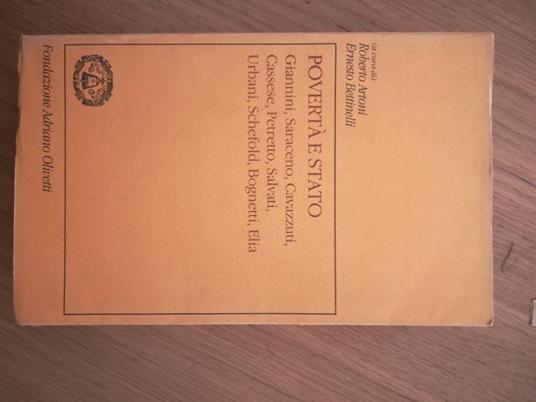 (a cura di)
Roberto Artoni
Ernesto Bettinelli
POVERTÀ E STATO
Giannini, Saraceno, Cavazzuti,
Cassese, Petretto, Salvati,
Urbani, Schefold, Bognetti, Elia
Fondazione Adriano Olivetti